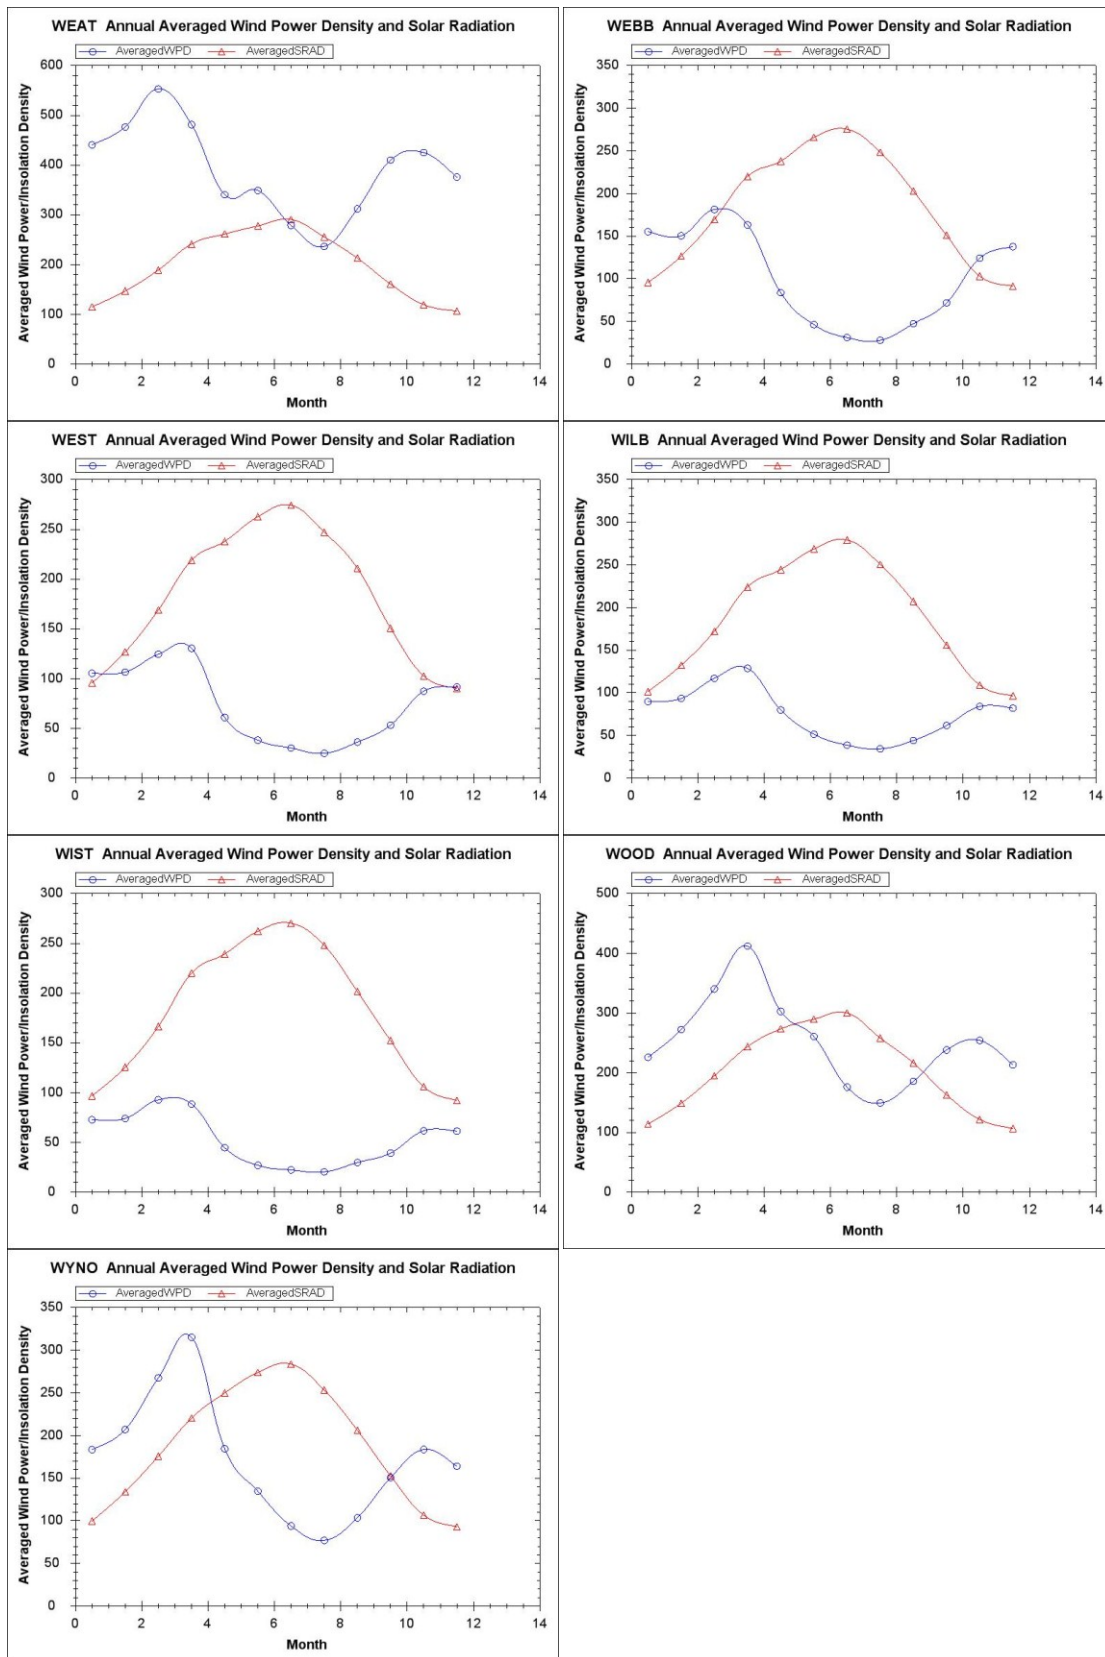 WEAT Annual Averaged Wind Power Density and Solar Radiation
AveragedWPD AveragedSRAD
Averaged Wind Power/Insolation Density
600
500
400
300
200
100
0
0 2 4 6 8 10 12 14
Month
WEBB Annual Averaged Wind Power Density and Solar Radiation
AveragedWPD AveragedSRAD
Averaged Wind Power/Insolation Density
350
300
250
200
150
100
50
0
0 2 4 6 8 10 12 14
Month
WEST Annual Averaged Wind Power Density and Solar Radiation
AveragedWPD AveragedSRAD
Averaged Wind Power/Insolation Density
300
250
200
150
100
50
0
0 2 4 6 8 10 12 14
Month
WILB Annual Averaged Wind Power Density and Solar Radiation
AveragedWPD AveragedSRAD
Averaged Wind Power/Insolation Density
350
300
250
200
150
100
50
0
0 2 4 6 8 10 12 14
Month
WIST Annual Averaged Wind Power Density and Solar Radiation
AveragedWPD AveragedSRAD
Averaged Wind Power/Insolation Density
300
250
200
150
100
50
0
0 2 4 6 8 10 12 14
Month
WOOD Annual Averaged Wind Power Density and Solar Radiation
AveragedWPD AveragedSRAD
Averaged Wind Power/Insolation Density
500
400
300
200
100
0
0 2 4 6 8 10 12 14
Month
WYNO Annual Averaged Wind Power Density and Solar Radiation
AveragedWPD AveragedSRAD
Averaged Wind Power/Insolation Density
350
300
250
200
150
100
50
0
0 2 4 6 8 10 12 14
Month